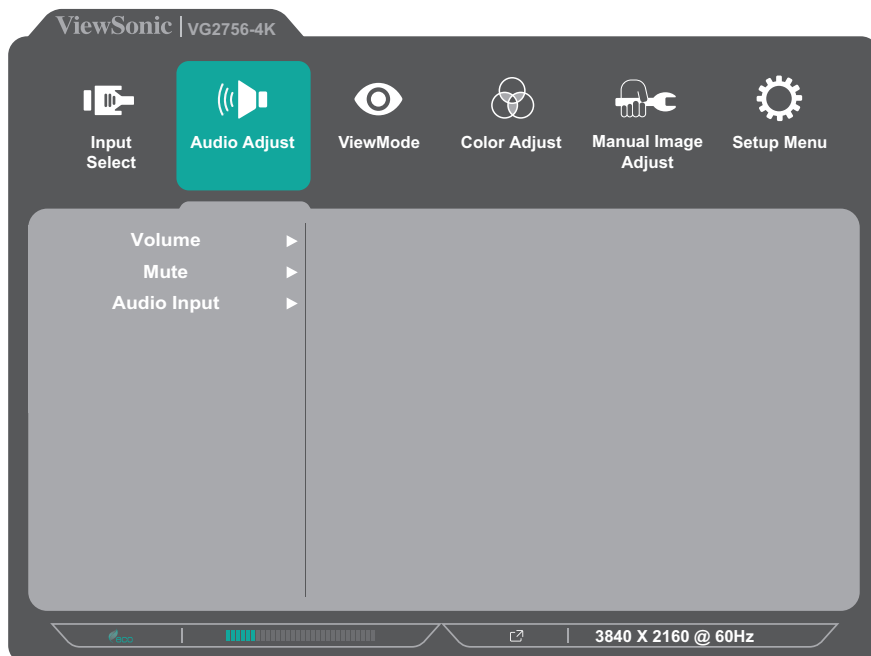 ViewSonic | VG2756-4K
Input
Select
Audio Adjust
ViewMode
Color Adjust
Manual Image
Adjust
Setup Menu
Volume
Mute
Audio Input
eco
3840 X 2160 @ 60Hz